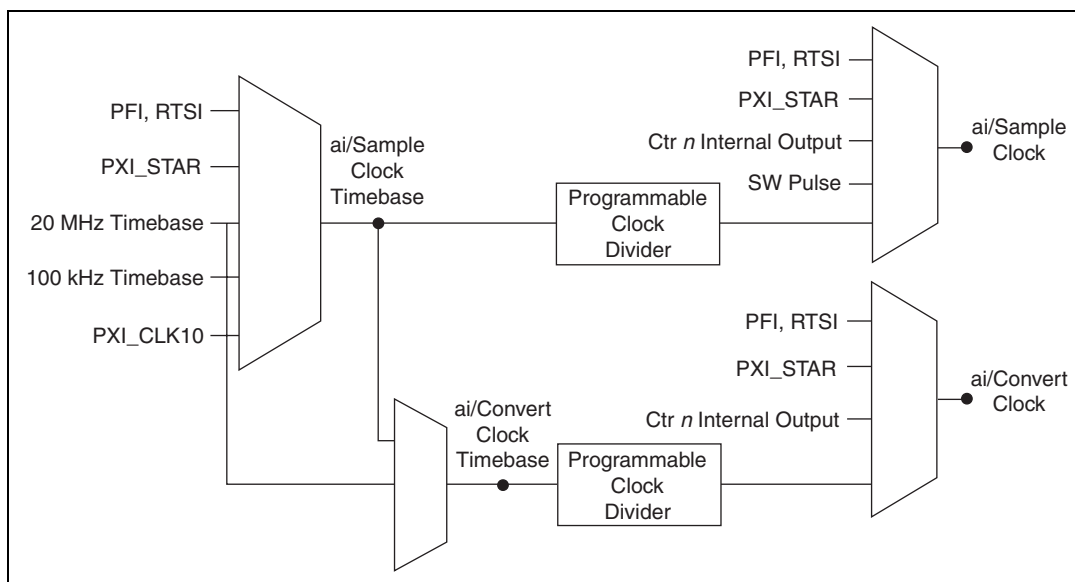 PFI, RTSI
PXI_STAR
20 MHz Timebase
100 kHz Timebase
PXI_CLK10
ai/Sample
Clock
Timebase
Programmable
Clock
Divider
PFI, RTSI
PXI_STAR
Ctr n Internal Output
SW Pulse
ai/Sample
Clock
ai/Convert
Clock
Timebase
Programmable
Clock
Divider
PFI, RTSI
PXI_STAR
Ctr n Internal Output
ai/Convert
Clock